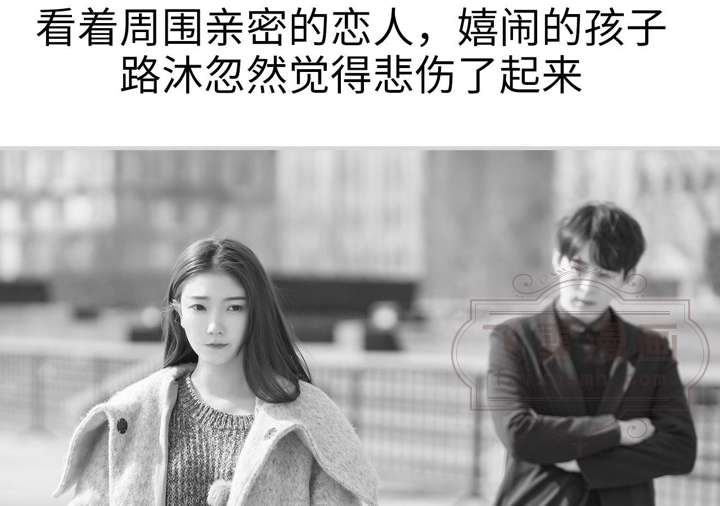 看着周围亲密的恋人，嬉闹的孩子
路沐忽然觉得悲伤了起来